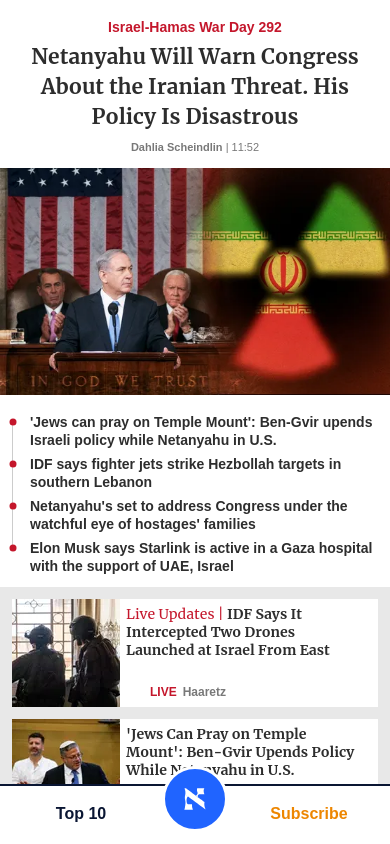 Israel-Hamas War Day 292
Netanyahu Will Warn Congress
About the Iranian Threat. His
Policy Is Disastrous
Dahlia Scheindlin | 11:52
IN GOD WE TRUST
'Jews can pray on Temple Mount': Ben-Gvir upends
Israeli policy while Netanyahu in U.S.
IDF says fighter jets strike Hezbollah targets in
southern Lebanon
Netanyahu's set to address Congress under the
watchful eye of hostages' families
Elon Musk says Starlink is active in a Gaza hospital
with the support of UAE, Israel
Live Updates | IDF Says It
Intercepted Two Drones
Launched at Israel From East
LIVE Haaretz
'Jews Can Pray on Temple
Mount': Ben-Gvir Upends Policy
While Netanyahu in U.S.
Top 10
Subscribe